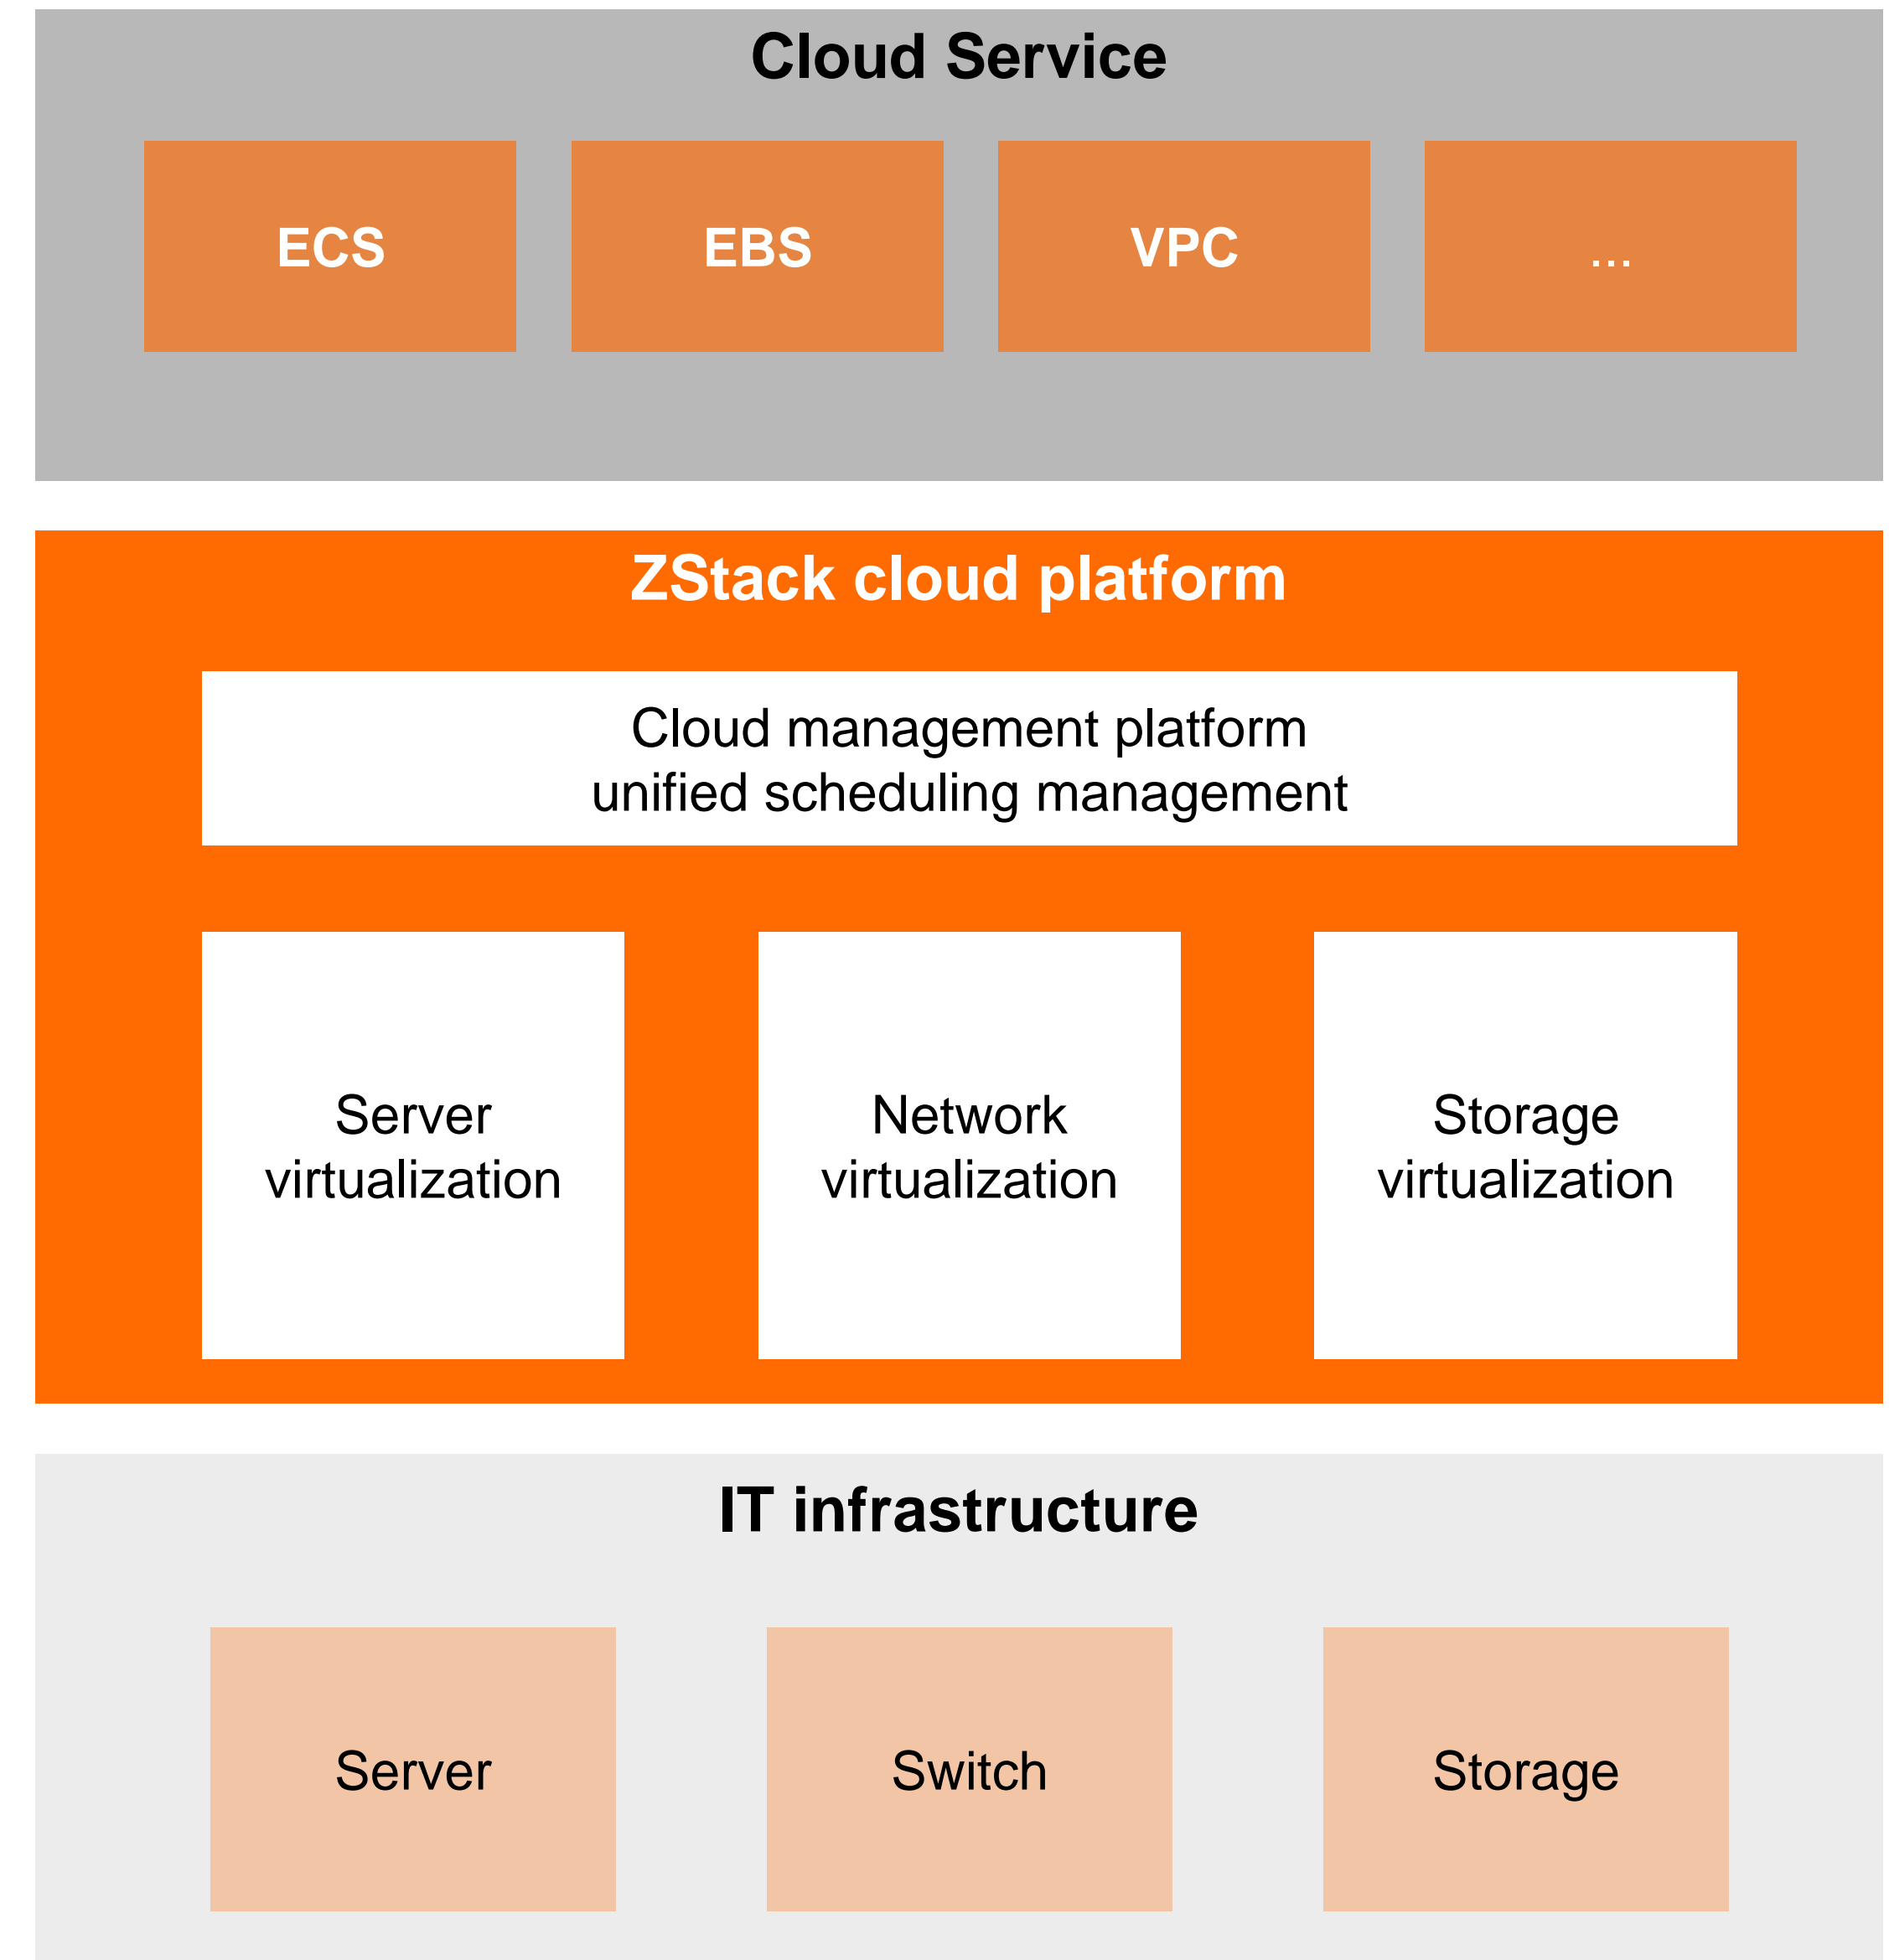 Cloud Service
ECS
EBS
VPC
...
ZStack cloud platform
Cloud management platform
unified scheduling management
Server
virtualization
Network
virtualization
Storage
virtualization
IT infrastructure
Server
Switch
Storage